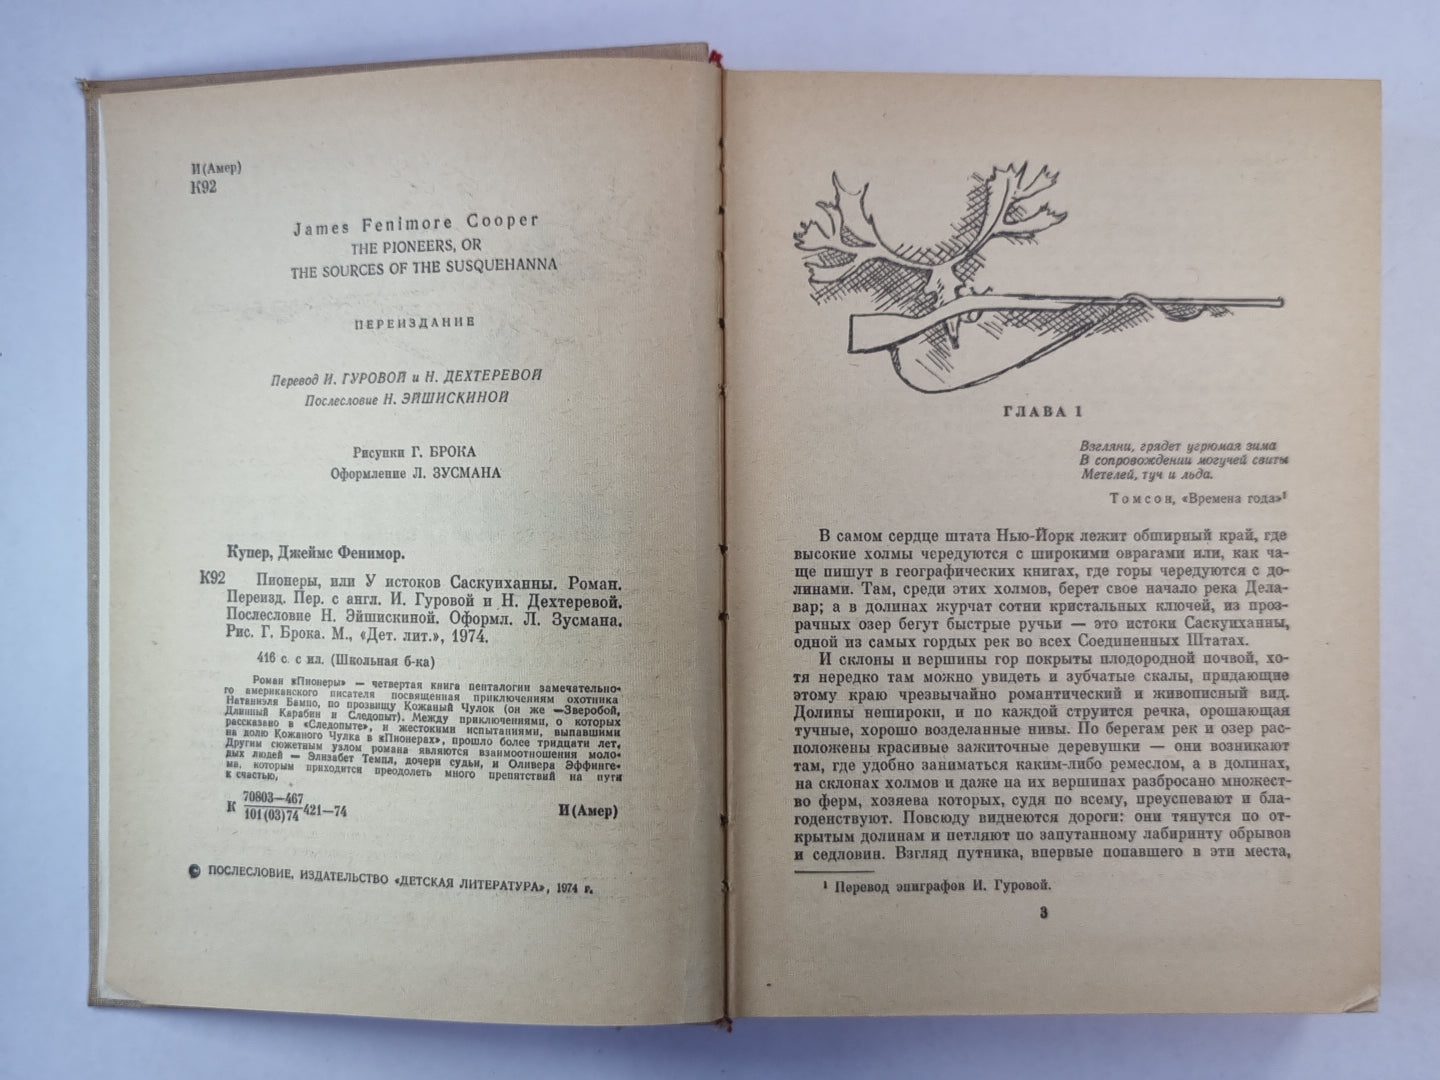 И(Амер)
К92
James Fenimore Cooper
THE PIONEERS, OR
THE SOURCES OF THE SUSQUEHANNA
ПЕРЕИЗДАНИЕ
Перевод И. ГУРОВОЙ и Н. ДЕХТЕРЕВОЙ
Послесловие Н. ЭЙШИСКИНОЙ
Рисунки Г. БРОКА
Оформление Л. ЗУСМАНА
Купер, Джеймс Фенимор.
К92 Пионеры, или У истоков Саскуиханны. Роман.
Переизд. Пер. с англ. И. Гуровой и Н. Дехтеревой.
Послесловие Н. Эйшискиной. Оформл. Л. Зусмана.
Рис. Г. Брока. М., «Дет. лит.», 1974.
416 с. с ил. (Школьная б-ка)
Роман «Пионеры» — четвертая книга пенталогии замечательно-
го американского писателя посвященная приключениям охотника
Натаниэля Бампо, по прозвищу Кожаный Чулок (он же —Зверобой,
Длинный Карабин и Следопыт). Между приключениями, о которых
рассказано в «Следопыте», и жестокими испытаниями, выпавшими
на долю Кожаного Чулка в «Пионерах», прошло более тридцати лет.
Другим сюжетным узлом романа являются взаимоотношения моло-
дых людей — Элизабет Темпл, дочери судьи, и Оливера Эффинге-
ма, которым приходится преодолеть много препятствий на пути
к счастью.
К 70803—467
101(03)74 421—74 И(Амер)
© ПОСЛЕСЛОВИЕ, ИЗДАТЕЛЬСТВО «ДЕТСКАЯ ЛИТЕРАТУРА», 1974 г.
ГЛАВА 1
Взгляни, грядет угрюмая зима
В сопровождении могучей свиты
Метелей, туч и льда.
Томсон, «Времена года»¹
В самом сердце штата Нью-Йорк лежит обширный край, где
высокие холмы чередуются с широкими оврагами или, как ча-
ще пишут в географических книгах, где горы чередуются с до-
линами. Там, среди этих холмов, берет свое начало река Дела-
вар; а в долинах журчат сотни кристальных ключей, из проз-
рачных озер бегут быстрые ручьи — это истоки Саскуиханны,
одной из самых гордых рек во всех Соединенных Штатах.
И склоны и вершины гор покрыты плодородной почвой, хо-
тя нередко там можно увидеть и зубчатые скалы, придающие
этому краю чрезвычайно романтический и живописный вид.
Долины нешироки, и по каждой струится речка, орошающая
тучные, хорошо возделанные нивы. По берегам рек и озер рас-
положены красивые зажиточные деревушки — они возникают
там, где удобно заниматься каким-либо ремеслом, а в долинах,
на склонах холмов и даже на их вершинах разбросано множест-
во ферм, хозяева которых, судя по всему, преуспевают и бла-
годенствуют. Повсюду виднеются дороги: они тянутся по от-
крытым долинам и петляют по запутанному лабиринту обрывов
и седловин. Взгляд путника, впервые попавшего в эти места,
¹ Перевод эпиграфов И. Гуровой.
3